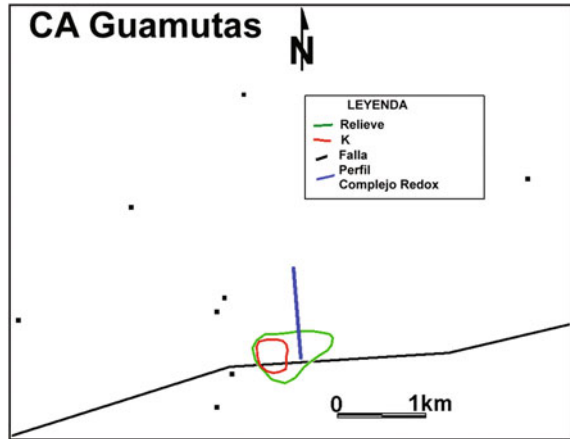 CA Guamutas
N
LEYENDA
Relieve
K
Falla
Perfil
Complejo Redox
0 1km